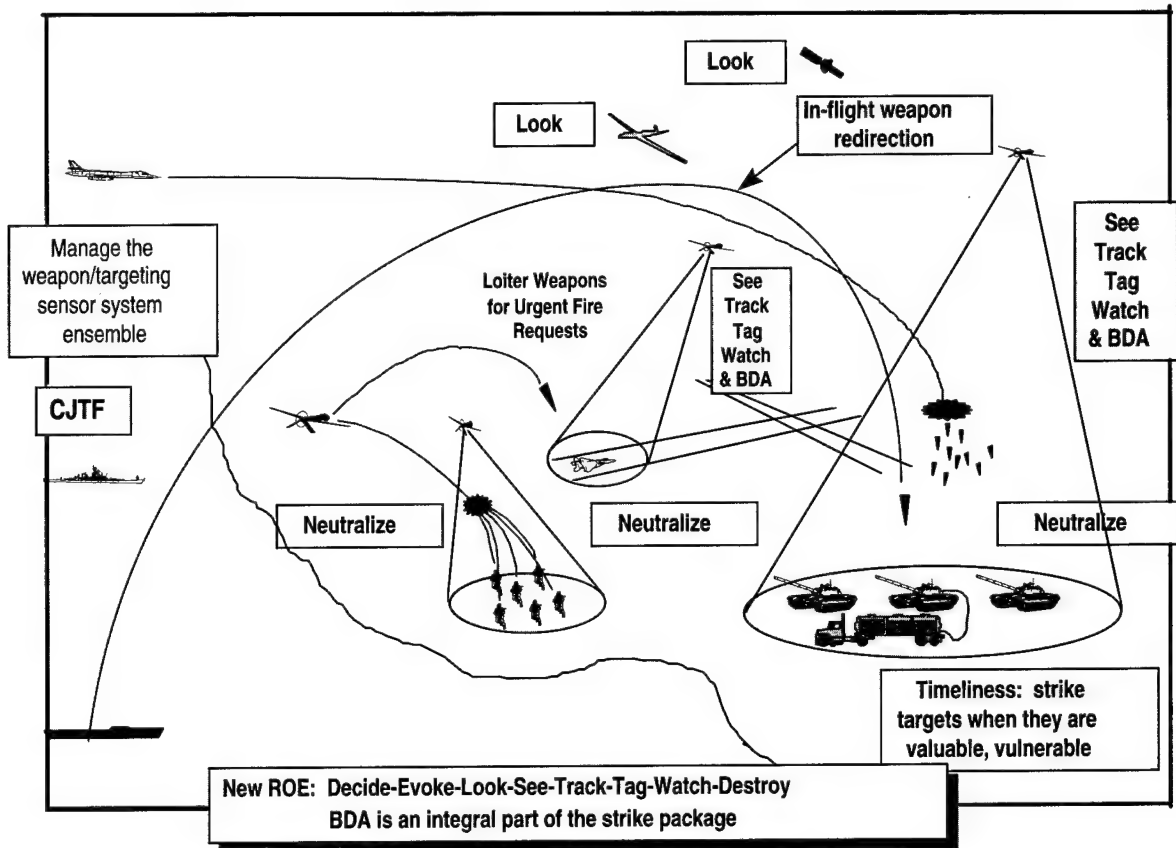 Look
Look
In-flight weapon
redirection
Manage the
weapon/targeting
sensor system
ensemble
Loiter Weapons
for Urgent Fire
Requests
See
Track
Tag
Watch
& BDA
See
Track
Tag
Watch
& BDA
CJTF
Neutralize
Neutralize
Neutralize
Timeliness: strike
targets when they are
valuable, vulnerable
New ROE: Decide-Evoke-Look-See-Track-Tag-Watch-Destroy
BDA is an integral part of the strike package